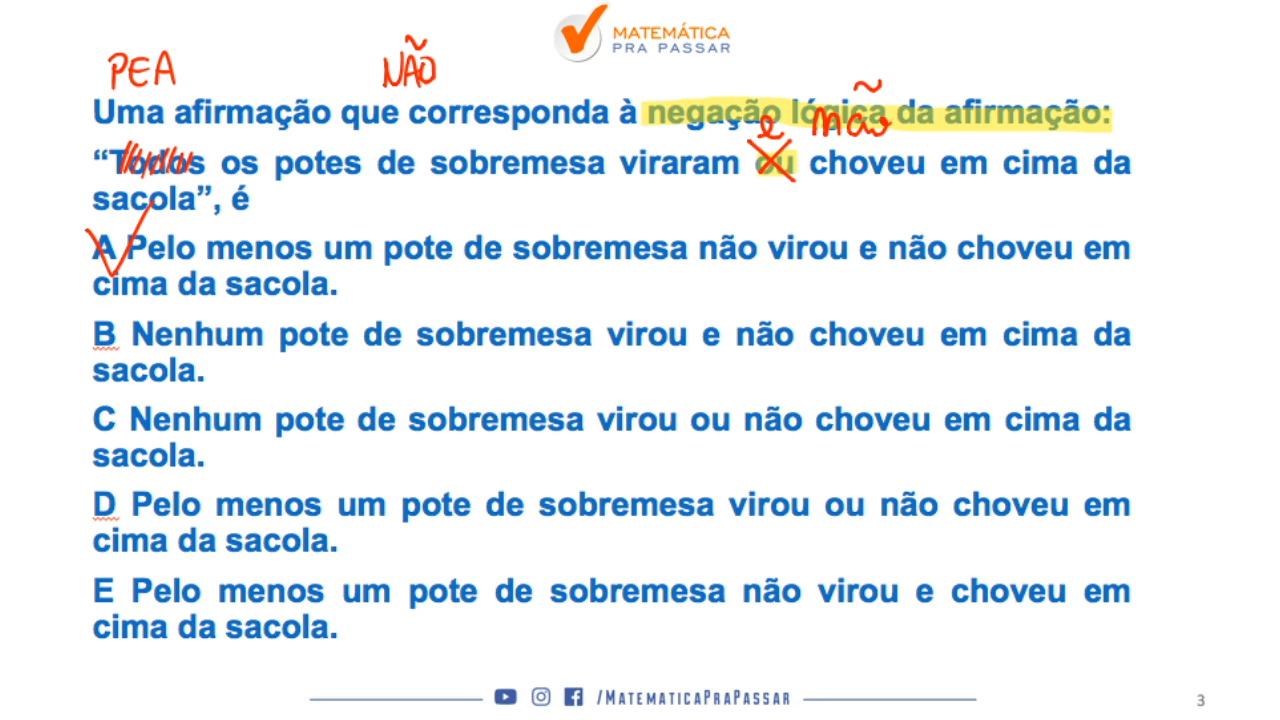 MATEMÁTICA
PRA PASSAR
PEA NÃO
Uma afirmação que corresponda à negação lógica da afirmação:
e não
“Todos os potes de sobremesa viraram ou choveu em cima da
sacola”, é
A Pelo menos um pote de sobremesa não virou e não choveu em
cima da sacola.
B Nenhum pote de sobremesa virou e não choveu em cima da
sacola.
C Nenhum pote de sobremesa virou ou não choveu em cima da
sacola.
D Pelo menos um pote de sobremesa virou ou não choveu em
cima da sacola.
E Pelo menos um pote de sobremesa não virou e choveu em
cima da sacola.
/MatematicaPraPassar
3